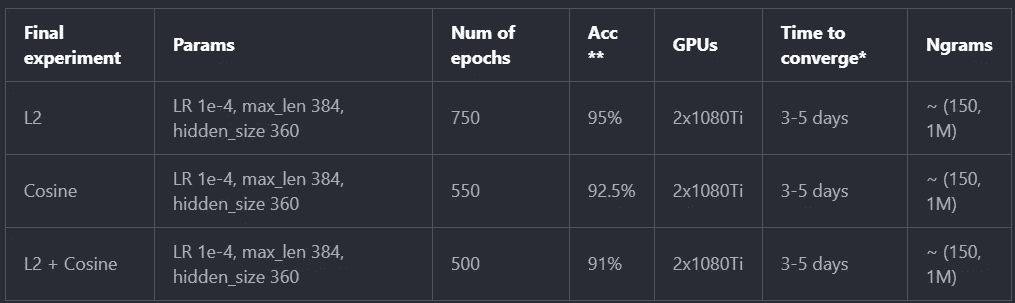 Final experiment Params Num of epochs Acc ** GPUs Time to converge* Ngrams
L2 LR 1e-4, max_len 384, hidden_size 360 750 95% 2x1080Ti 3-5 days ~ (150, 1M)
Cosine LR 1e-4, max_len 384, hidden_size 360 550 92.5% 2x1080Ti 3-5 days ~ (150, 1M)
L2 + Cosine LR 1e-4, max_len 384, hidden_size 360 500 91% 2x1080Ti 3-5 days ~ (150, 1M)